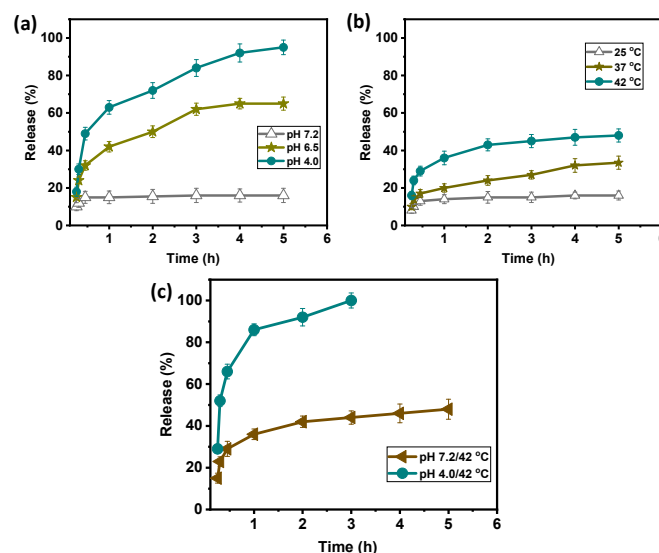 (a)
100
80
60
40
20
0
Release (%)
pH 7.2
pH 6.5
pH 4.0
1 2 3 4 5 6
Time (h)
(b)
100
80
60
40
20
0
Release (%)
25 °C
37 °C
42 °C
1 2 3 4 5 6
Time (h)
(c)
100
80
60
40
20
0
Release (%)
pH 7.2/42 °C
pH 4.0/42 °C
1 2 3 4 5 6
Time (h)